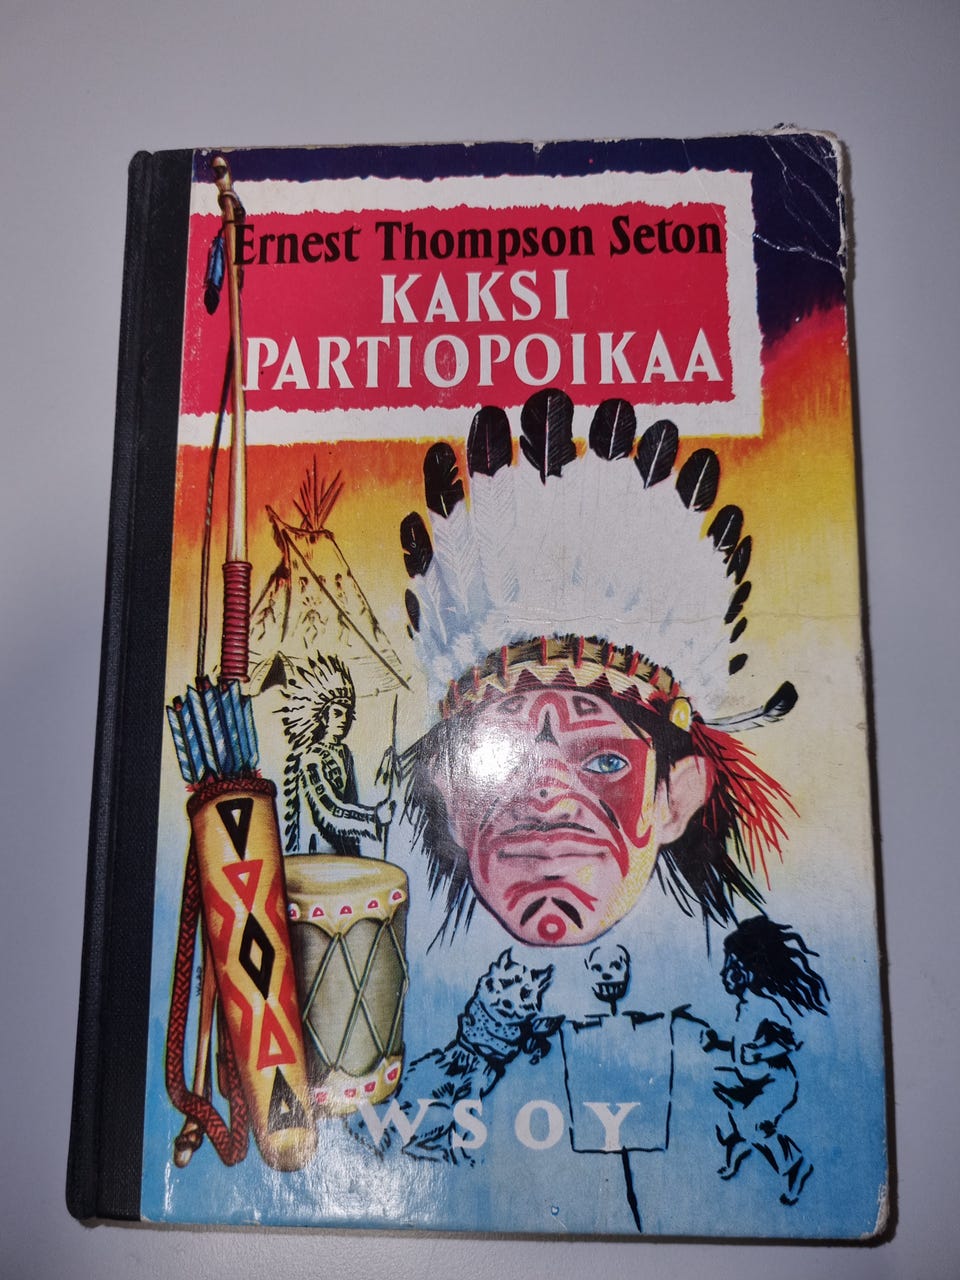 Ernest Thompson Seton
KAKSI
PARTIOPOIKAA
WSOY